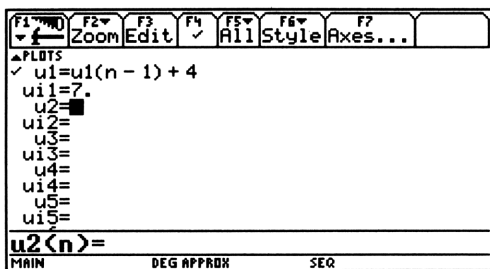 F1 F2▾ F3 F4 F5▾ F6▾ F7
Zoom Edit ✓ All Style Axes...
▴PLOTS
✓ u1=u1(n − 1) + 4
ui1=7.
u2=
ui2=
u3=
ui3=
u4=
ui4=
u5=
ui5=
u2(n)=
MAIN DEG APPROX SEQ